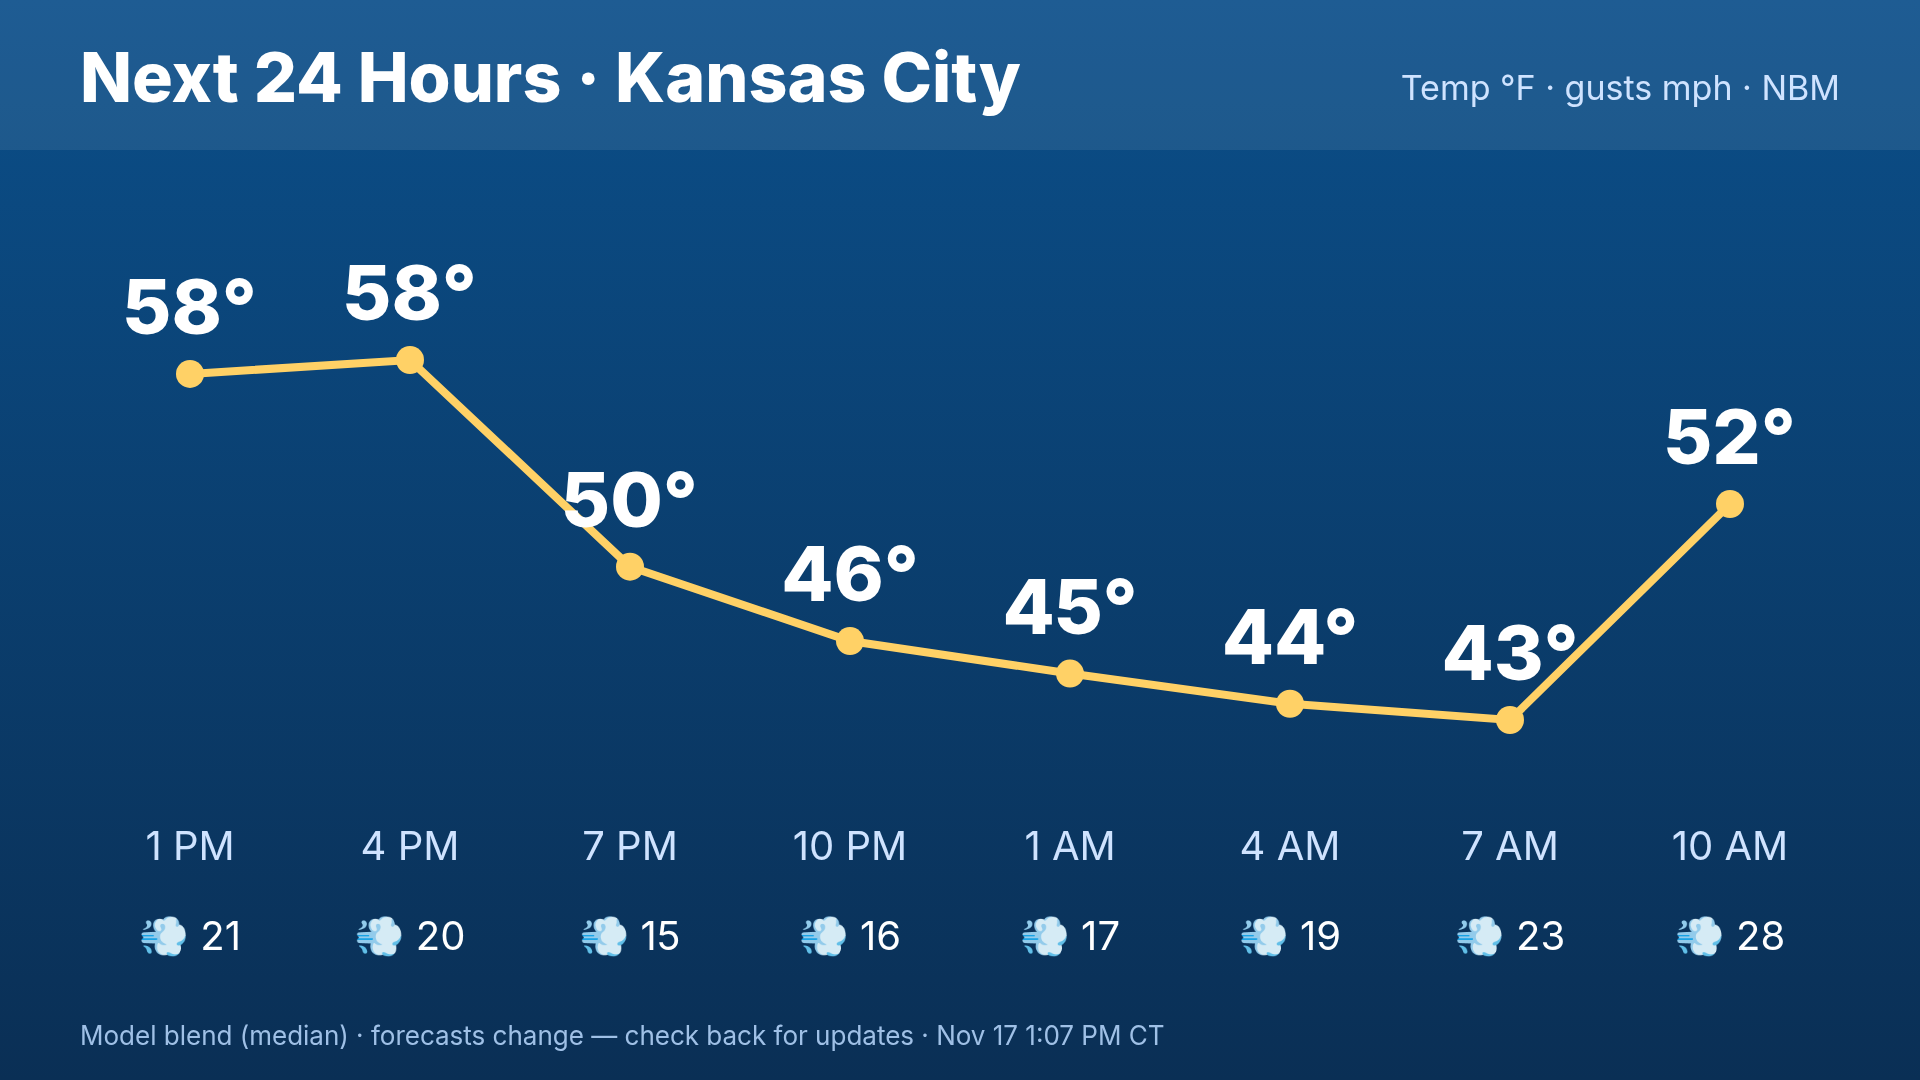 Next 24 Hours · Kansas City
Temp °F · gusts mph · NBM
58° 58° 50° 46° 45° 44° 43° 52°
1 PM 4 PM 7 PM 10 PM 1 AM 4 AM 7 AM 10 AM
💨 21 💨 20 💨 15 💨 16 💨 17 💨 19 💨 23 💨 28
Model blend (median) · forecasts change — check back for updates · Nov 17 1:07 PM CT